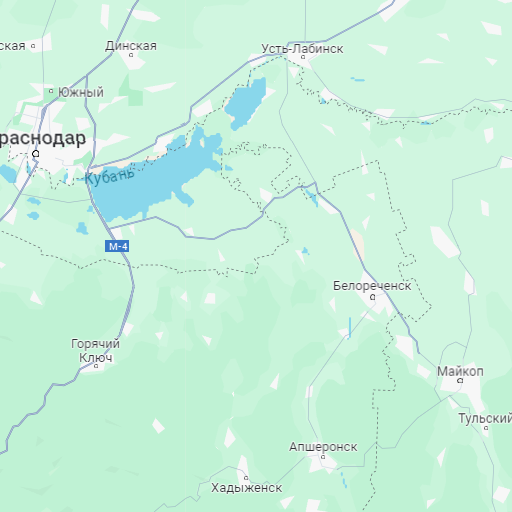 ская
Динская
Усть-Лабинск
Южный
раснодар
Кубань
М-4
Белореченск
Горячий
Ключ
Майкоп
Тульский
Апшеронск
Хадыженск